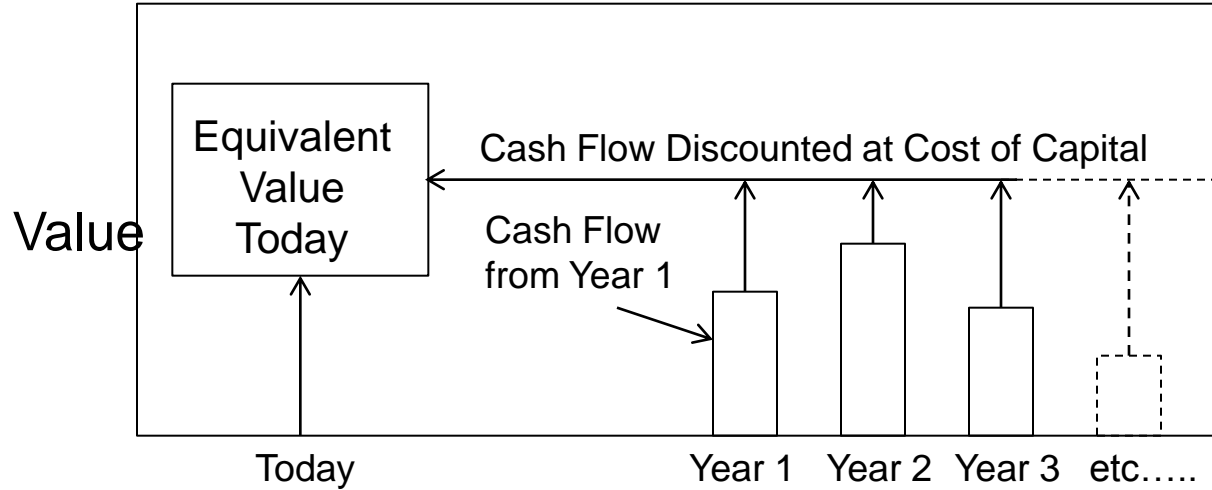 Equivalent
Value
Today
Cash Flow Discounted at Cost of Capital
Value
Cash Flow
from Year 1
Today
Year 1
Year 2
Year 3
etc…..